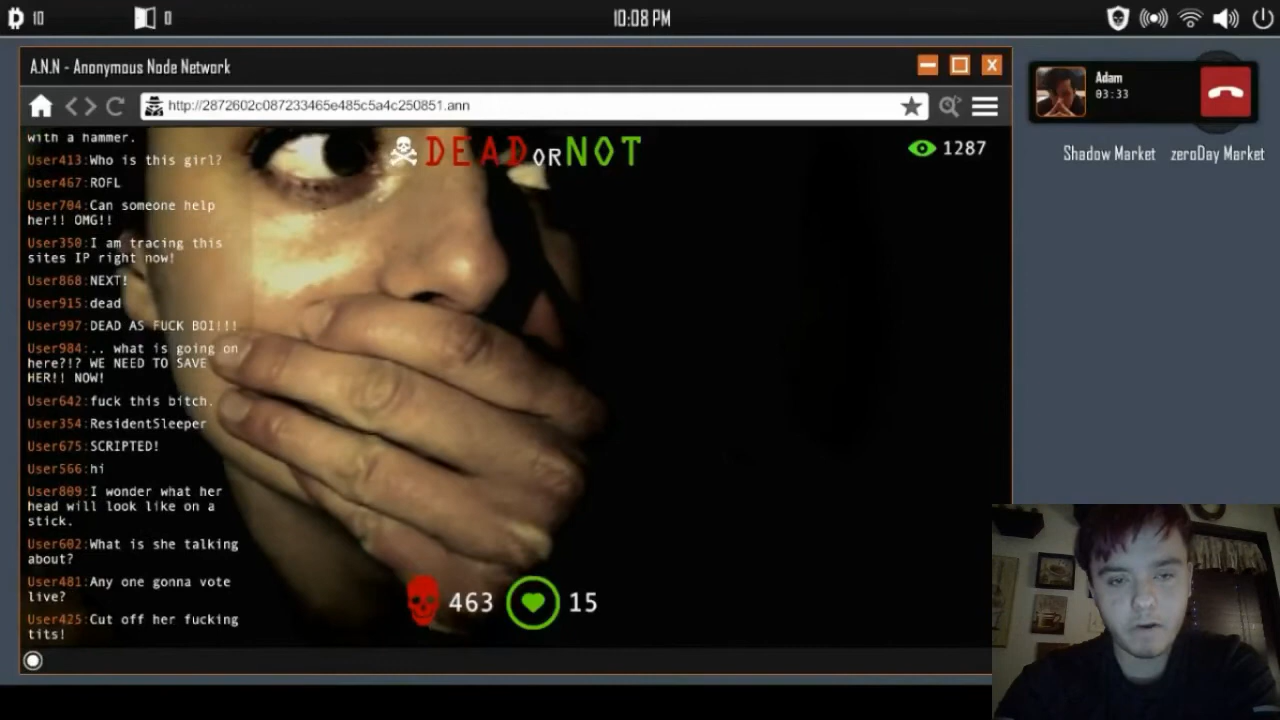 10
0
10:08 PM
A.N.N - Anonymous Node Network
http://2872602c087233465e485c5a4c250851.ann
Adam
03:33
Shadow Market
zeroDay Market
DEAD OR NOT
1287
with a hammer.
User413:Who is this girl?
User467:ROFL
User704:Can someone help
her!! OMG!!
User350:I am tracing this
sites IP right now!
User868:NEXT!
User915:dead
User997:DEAD AS FUCK BOI!!!
User984:.. what is going on
here?!? WE NEED TO SAVE
HER!! NOW!
User642:fuck this bitch.
User354:ResidentSleeper
User675:SCRIPTED!
User566:hi
User809:I wonder what her
head will look like on a
stick.
User602:What is she talking
about?
User481:Any one gonna vote
live?
User425:Cut off her fucking
tits!
463
15